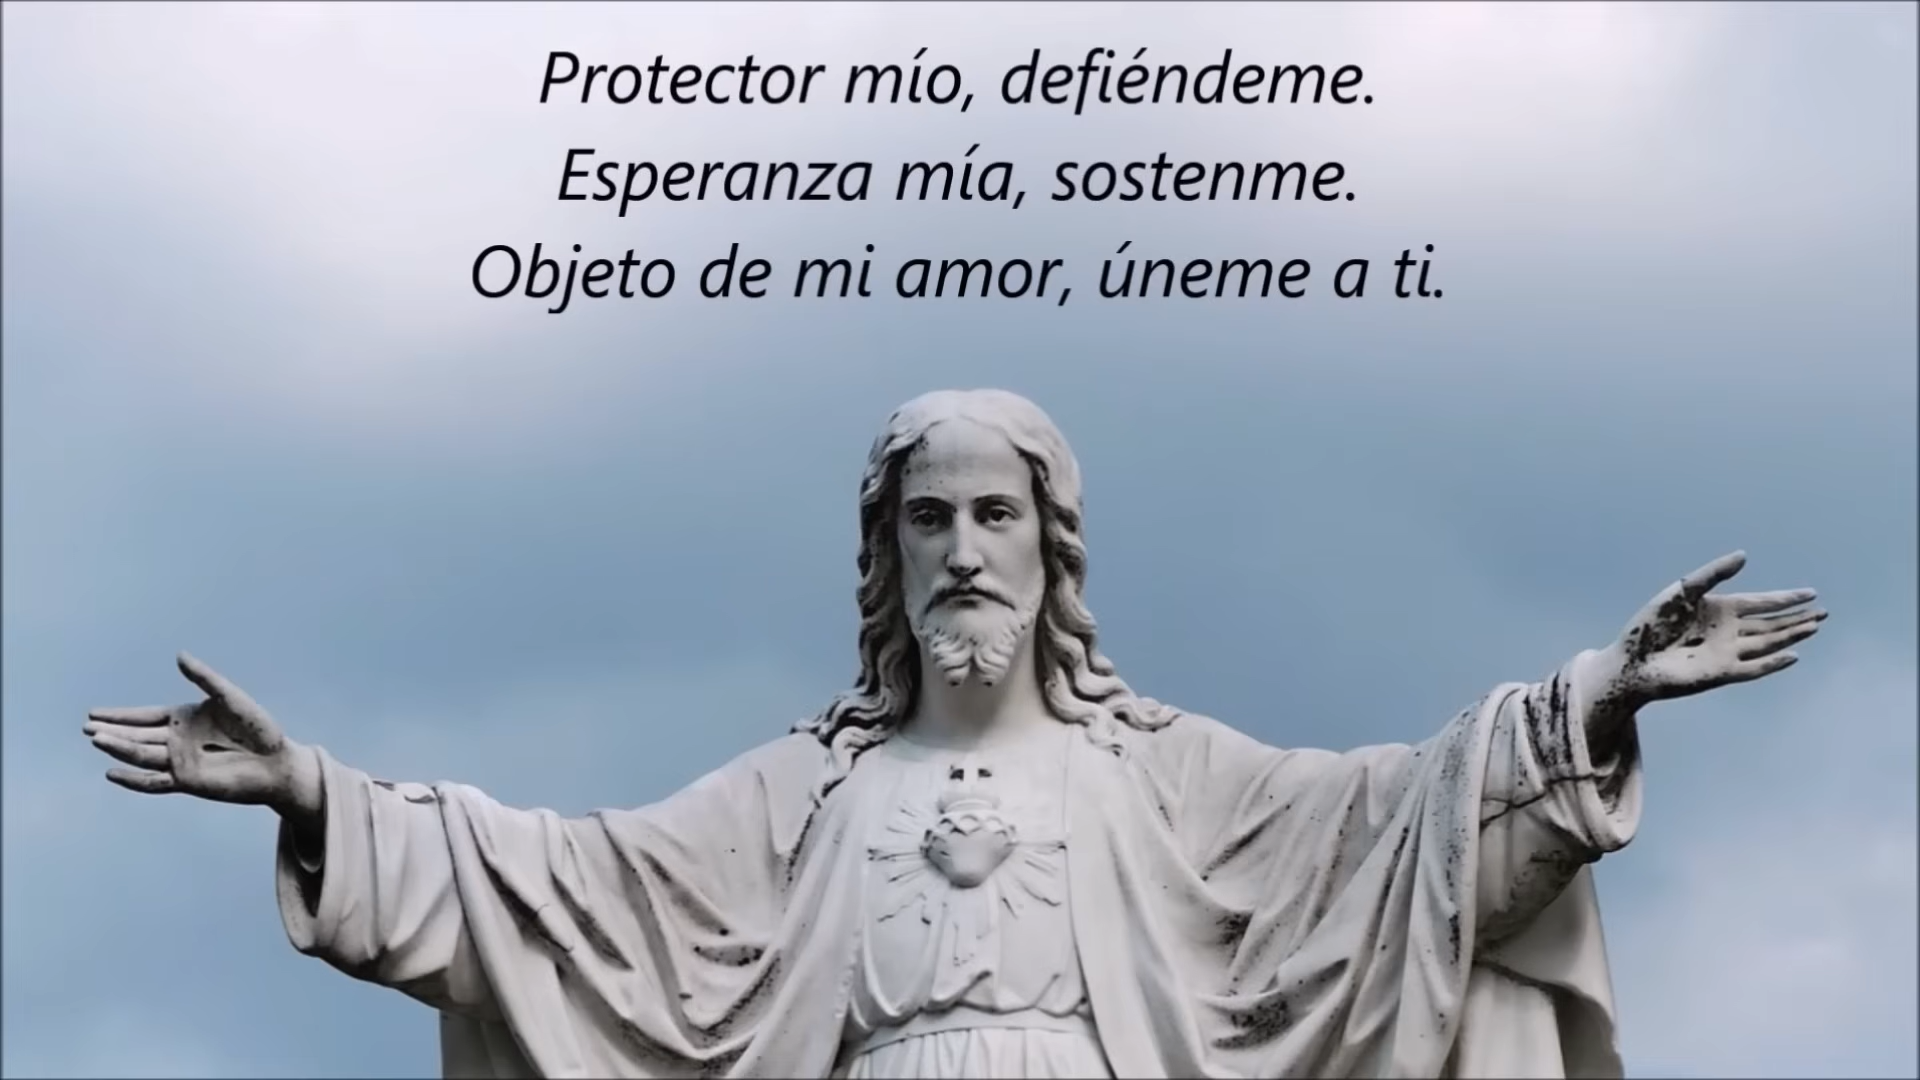 Protector mío, defiéndeme.
Esperanza mía, sostenme.
Objeto de mi amor, úneme a ti.